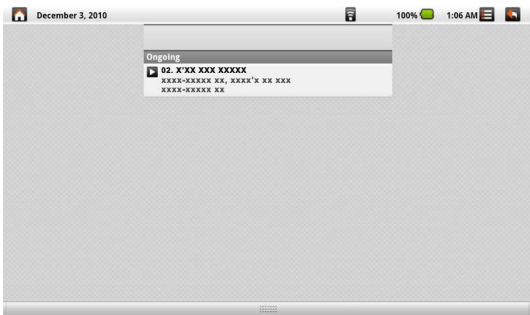 December 3, 2010 100% 1:06 AM
Ongoing
02. X'XX XXX XXXXX
xxxx-xxxxx xx, xxxx'x xx xxx
xxxx-xxxxx xx